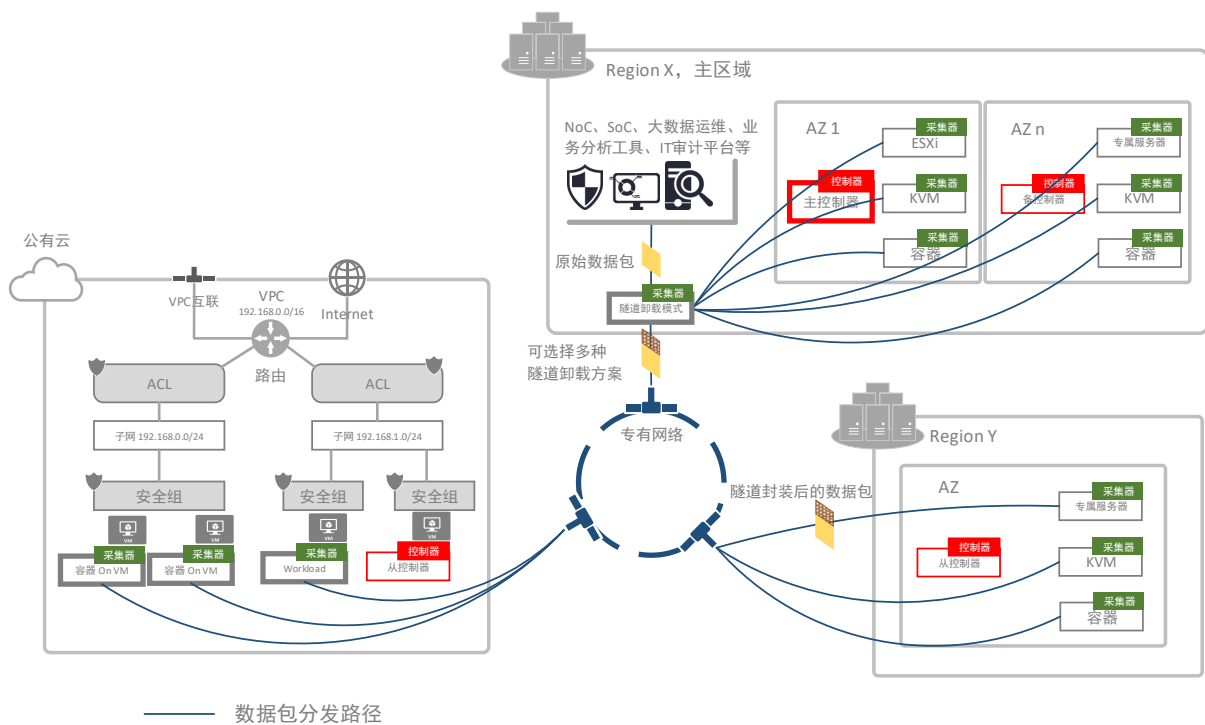 Region X，主区域
NoC、SoC、大数据运维、业
务分析工具、IT审计平台等
AZ 1
采集器
ESXi
控制器
主控制器
采集器
KVM
采集器
容器
AZ n
采集器
专属服务器
控制器
备控制器
采集器
KVM
采集器
容器
原始数据包
采集器
隧道卸载模式
可选择多种
隧道卸载方案
公有云
VPC互联
VPC
192.168.0.0/16
Internet
路由
ACL
ACL
子网 192.168.0.0/24
子网 192.168.1.0/24
安全组
安全组
安全组
VM
VM
VM
VM
采集器
容器 On VM
采集器
容器 On VM
采集器
Workload
控制器
从控制器
专有网络
隧道封装后的数据包
Region Y
AZ
采集器
专属服务器
控制器
从控制器
采集器
KVM
采集器
容器
数据包分发路径